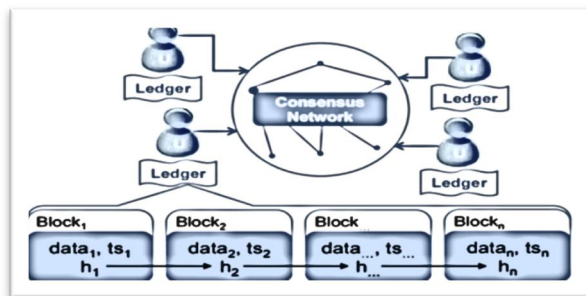 Ledger
Consensus
Network
Ledger
Ledger
Ledger
Block₁ Block₂ Block... Blockₙ
data₁, ts₁ data₂, ts₂ data..., ts... dataₙ, tsₙ
h₁ h₂ h... hₙ